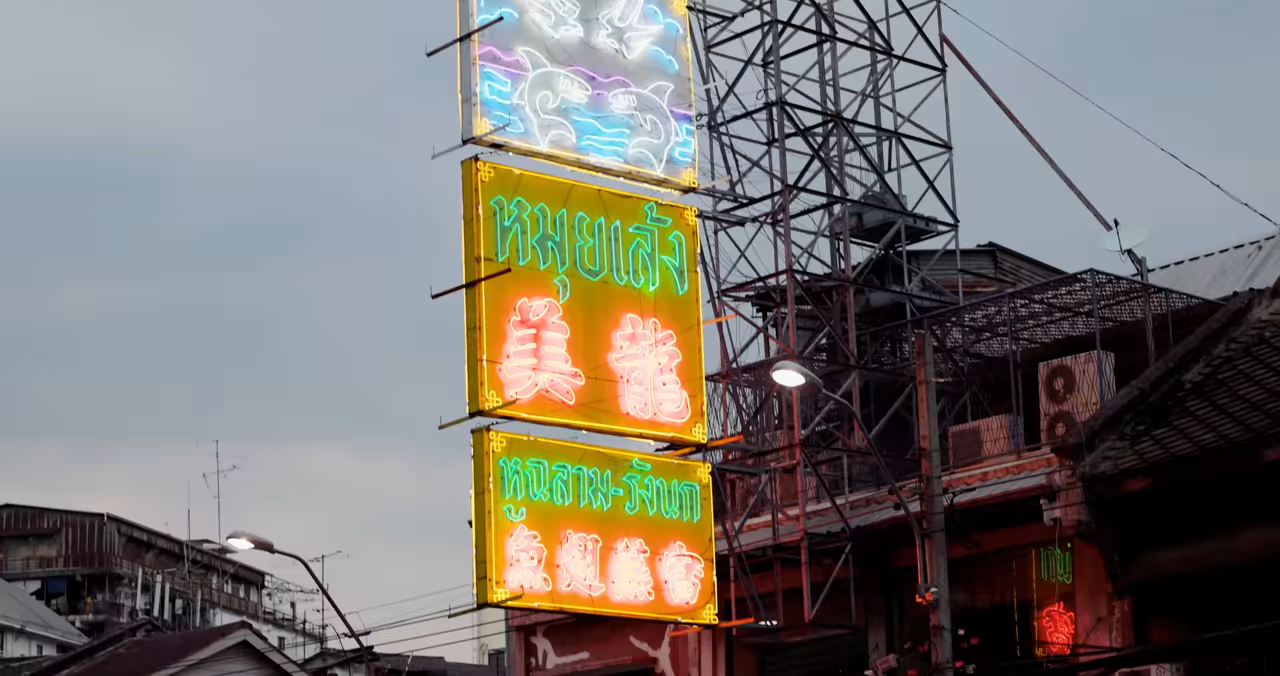 หมุยเส้ง
美龍
หูฉลาม-รังนก
魚翅燕窩